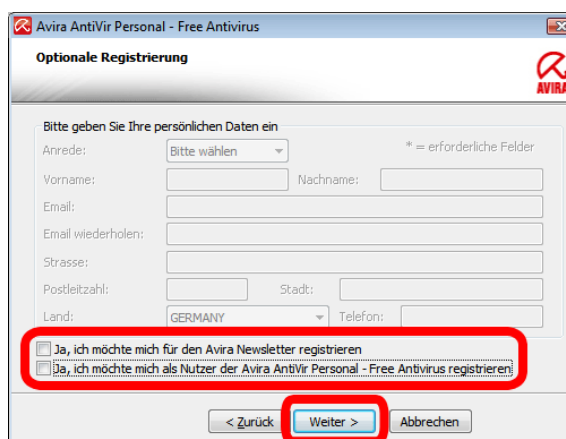 Avira AntiVir Personal - Free Antivirus
Optionale Registrierung
AVIRA
Bitte geben Sie Ihre persönlichen Daten ein
Anrede: Bitte wählen * = erforderliche Felder
Vorname: Nachname:
Email:
Email wiederholen:
Strasse:
Postleitzahl: Stadt:
Land: GERMANY Telefon:
Ja, ich möchte mich für den Avira Newsletter registrieren
Ja, ich möchte mich als Nutzer der Avira AntiVir Personal - Free Antivirus registrieren
< Zurück Weiter > Abbrechen